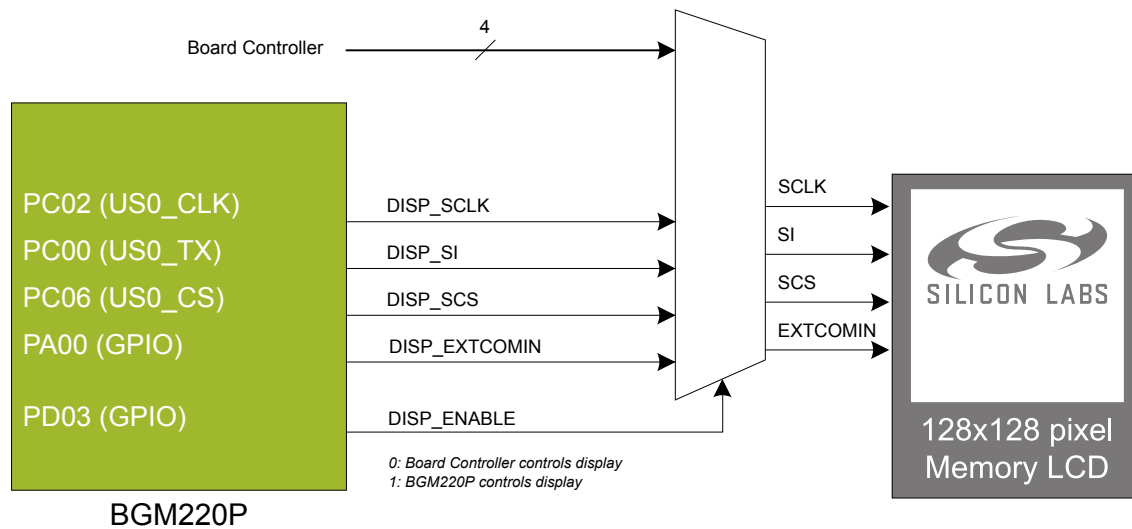 4
Board Controller
PC02 (US0_CLK)
PC00 (US0_TX)
PC06 (US0_CS)
PA00 (GPIO)
PD03 (GPIO)
BGM220P
DISP_SCLK
DISP_SI
DISP_SCS
DISP_EXTCOMIN
DISP_ENABLE
0: Board Controller controls display
1: BGM220P controls display
SCLK
SI
SCS
EXTCOMIN
SILICON LABS
128x128 pixel
Memory LCD